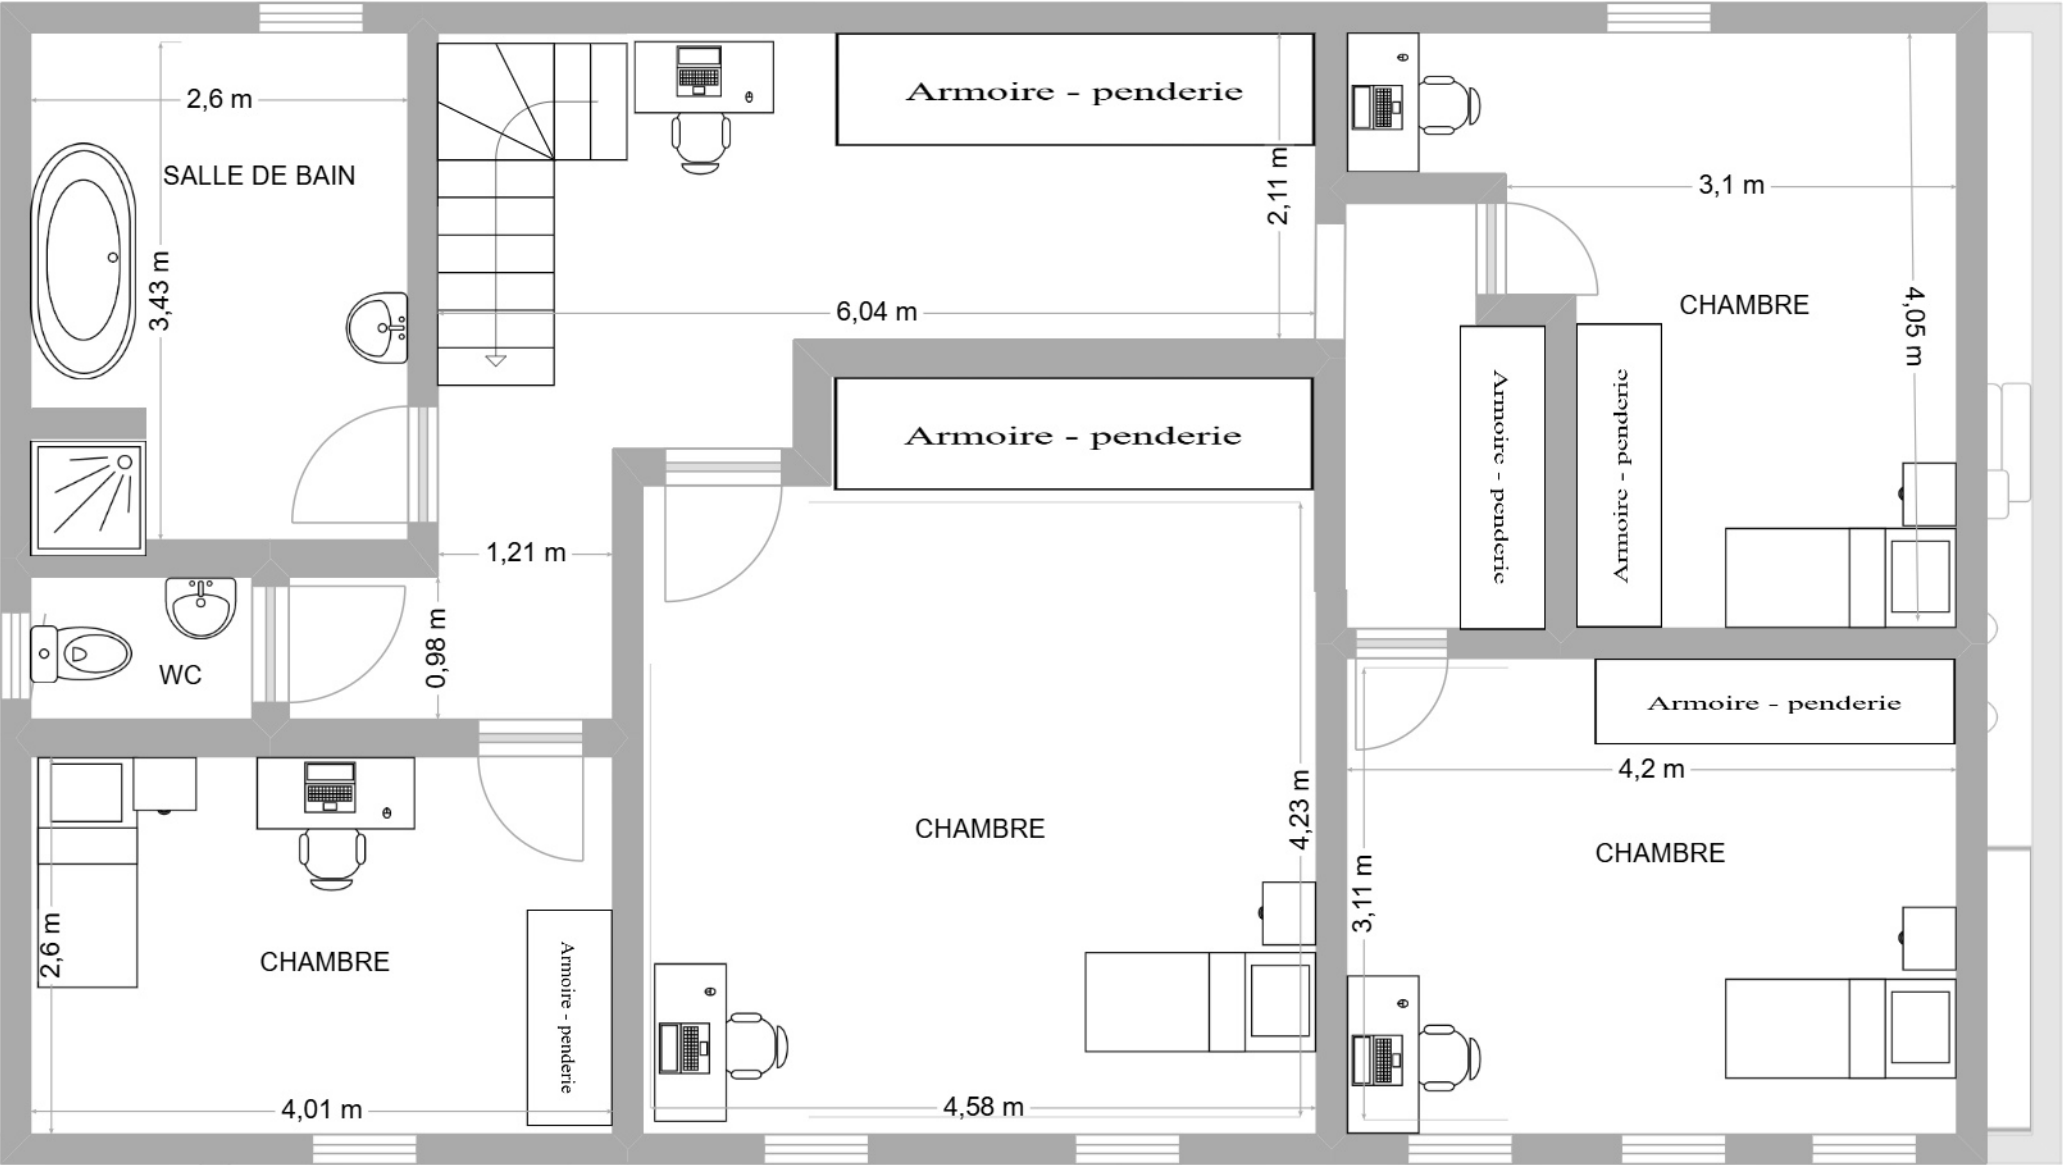 2,6 m
SALLE DE BAIN
3,43 m
Armoire - penderie
2,11 m
6,04 m
3,1 m
CHAMBRE
4,05 m
Armoire - penderie
Armoire - penderie
Armoire - penderie
1,21 m
0,98 m
WC
Armoire - penderie
4,2 m
CHAMBRE
4,23 m
CHAMBRE
3,11 m
2,6 m
CHAMBRE
Armoire - penderie
4,01 m
4,58 m